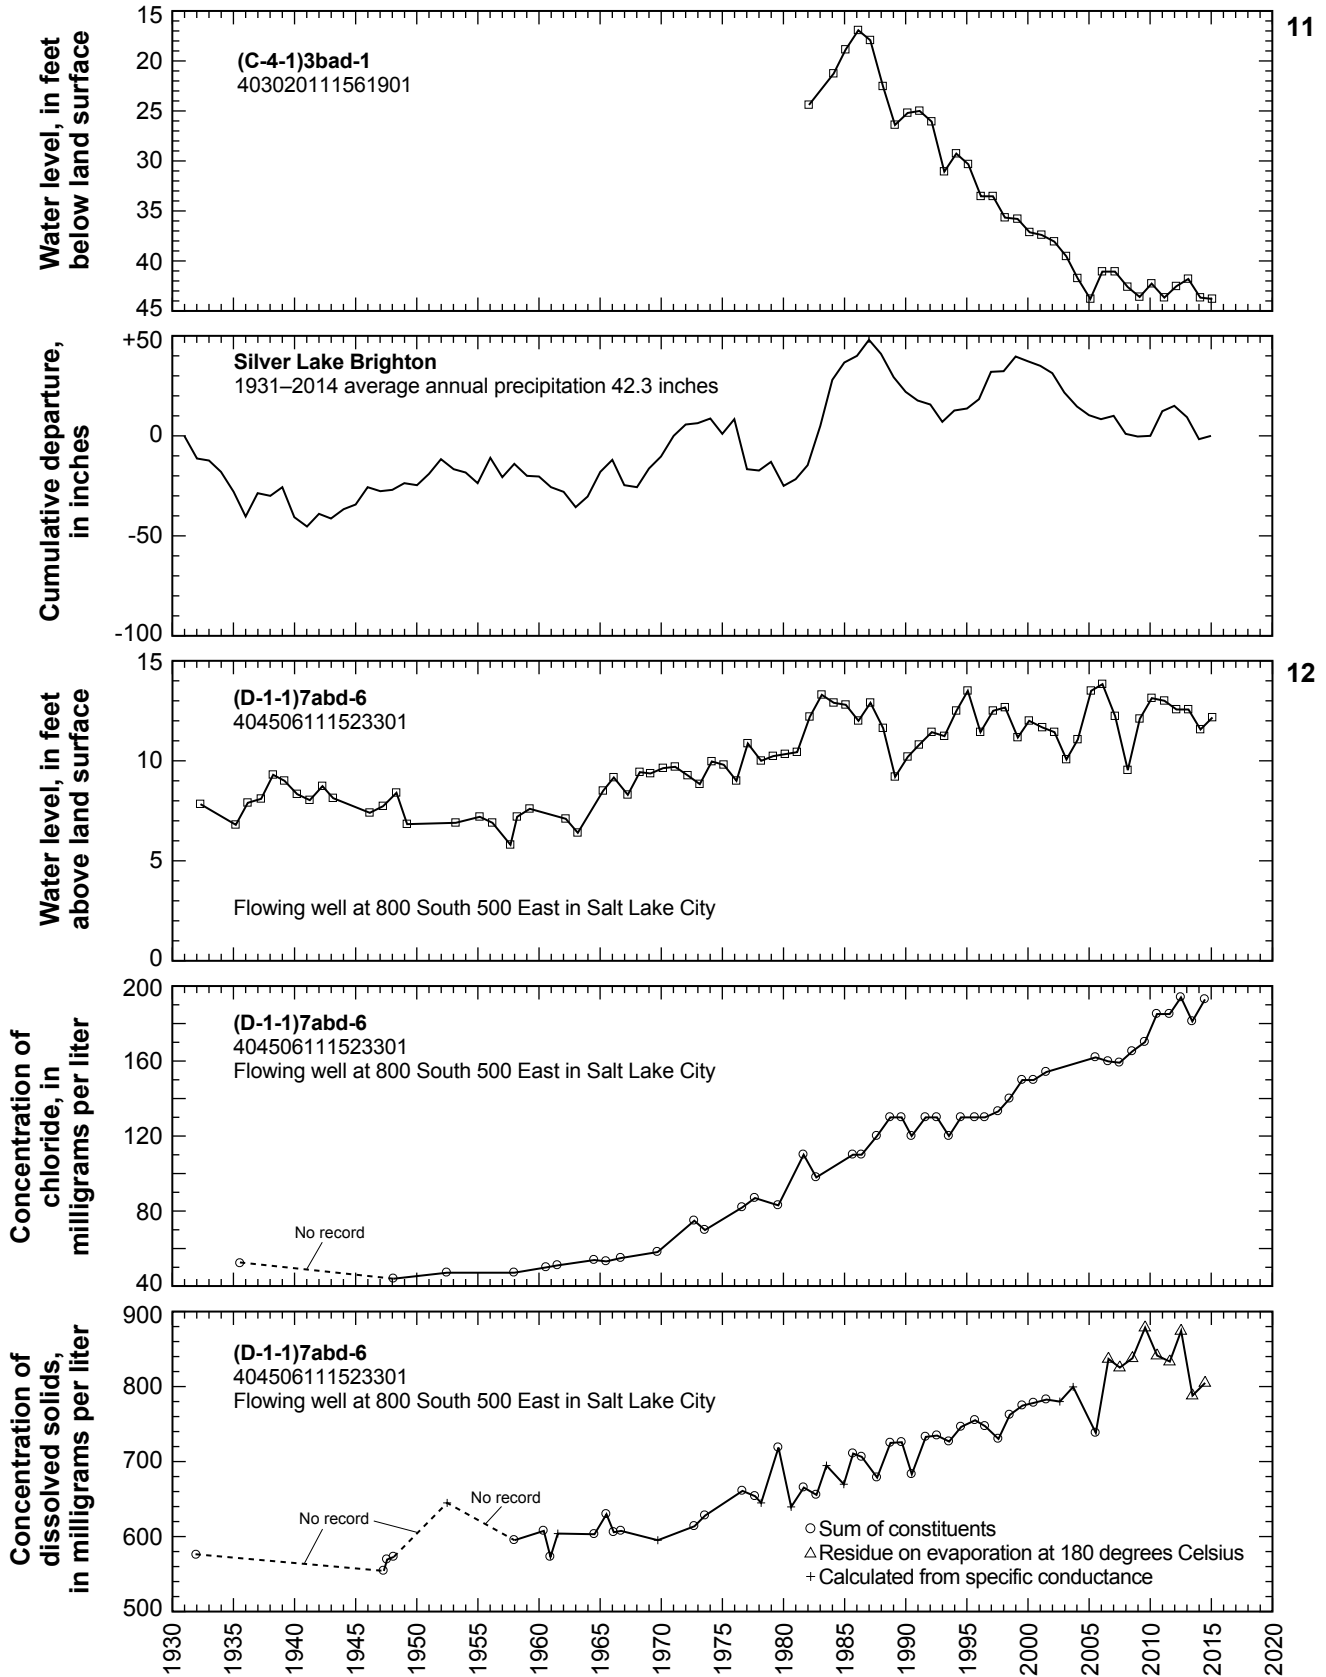 11
Water level, in feet
below land surface
15
20
25
30
35
40
45
(C-4-1)3bad-1
403020111561901
Cumulative departure,
in inches
+50
0
-50
-100
Silver Lake Brighton
1931–2014 average annual precipitation 42.3 inches
12
Water level, in feet
above land surface
15
10
5
0
(D-1-1)7abd-6
404506111523301
Flowing well at 800 South 500 East in Salt Lake City
Concentration of
chloride, in
milligrams per liter
200
160
120
80
40
(D-1-1)7abd-6
404506111523301
Flowing well at 800 South 500 East in Salt Lake City
No record
Concentration of
dissolved solids,
in milligrams per liter
900
800
700
600
500
(D-1-1)7abd-6
404506111523301
Flowing well at 800 South 500 East in Salt Lake City
No record
No record
Sum of constituents
Residue on evaporation at 180 degrees Celsius
Calculated from specific conductance
1930
1935
1940
1945
1950
1955
1960
1965
1970
1975
1980
1985
1990
1995
2000
2005
2010
2015
2020